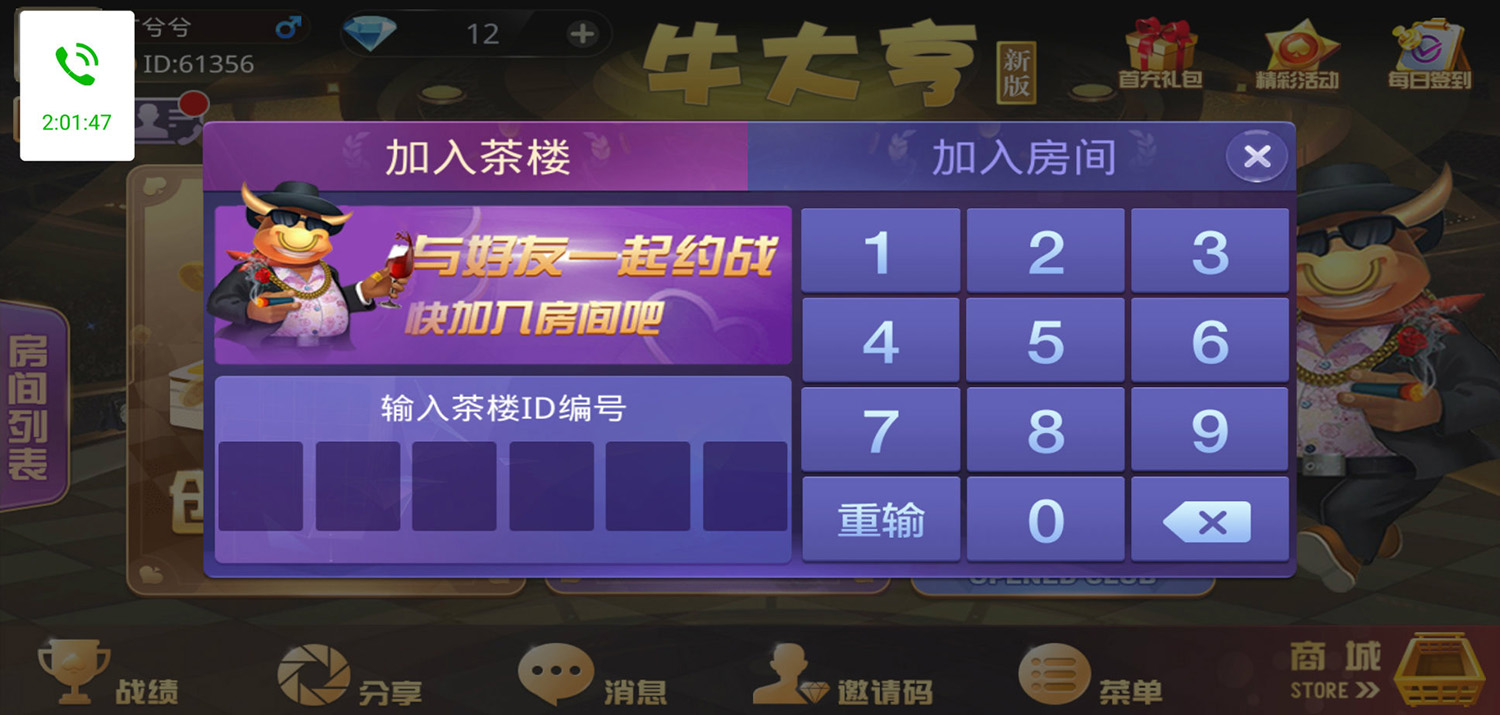 兮兮
12
ID:61356
2:01:47
牛大亨
新版
首充礼包
精彩活动
每日签到
加入茶楼
加入房间
与好友一起约战
快加入房间吧
输入茶楼ID编号
1
2
3
4
5
6
7
8
9
重输
0
房间列表
OPENED CLUB
战绩
分享
消息
邀请码
菜单
商城
STORE